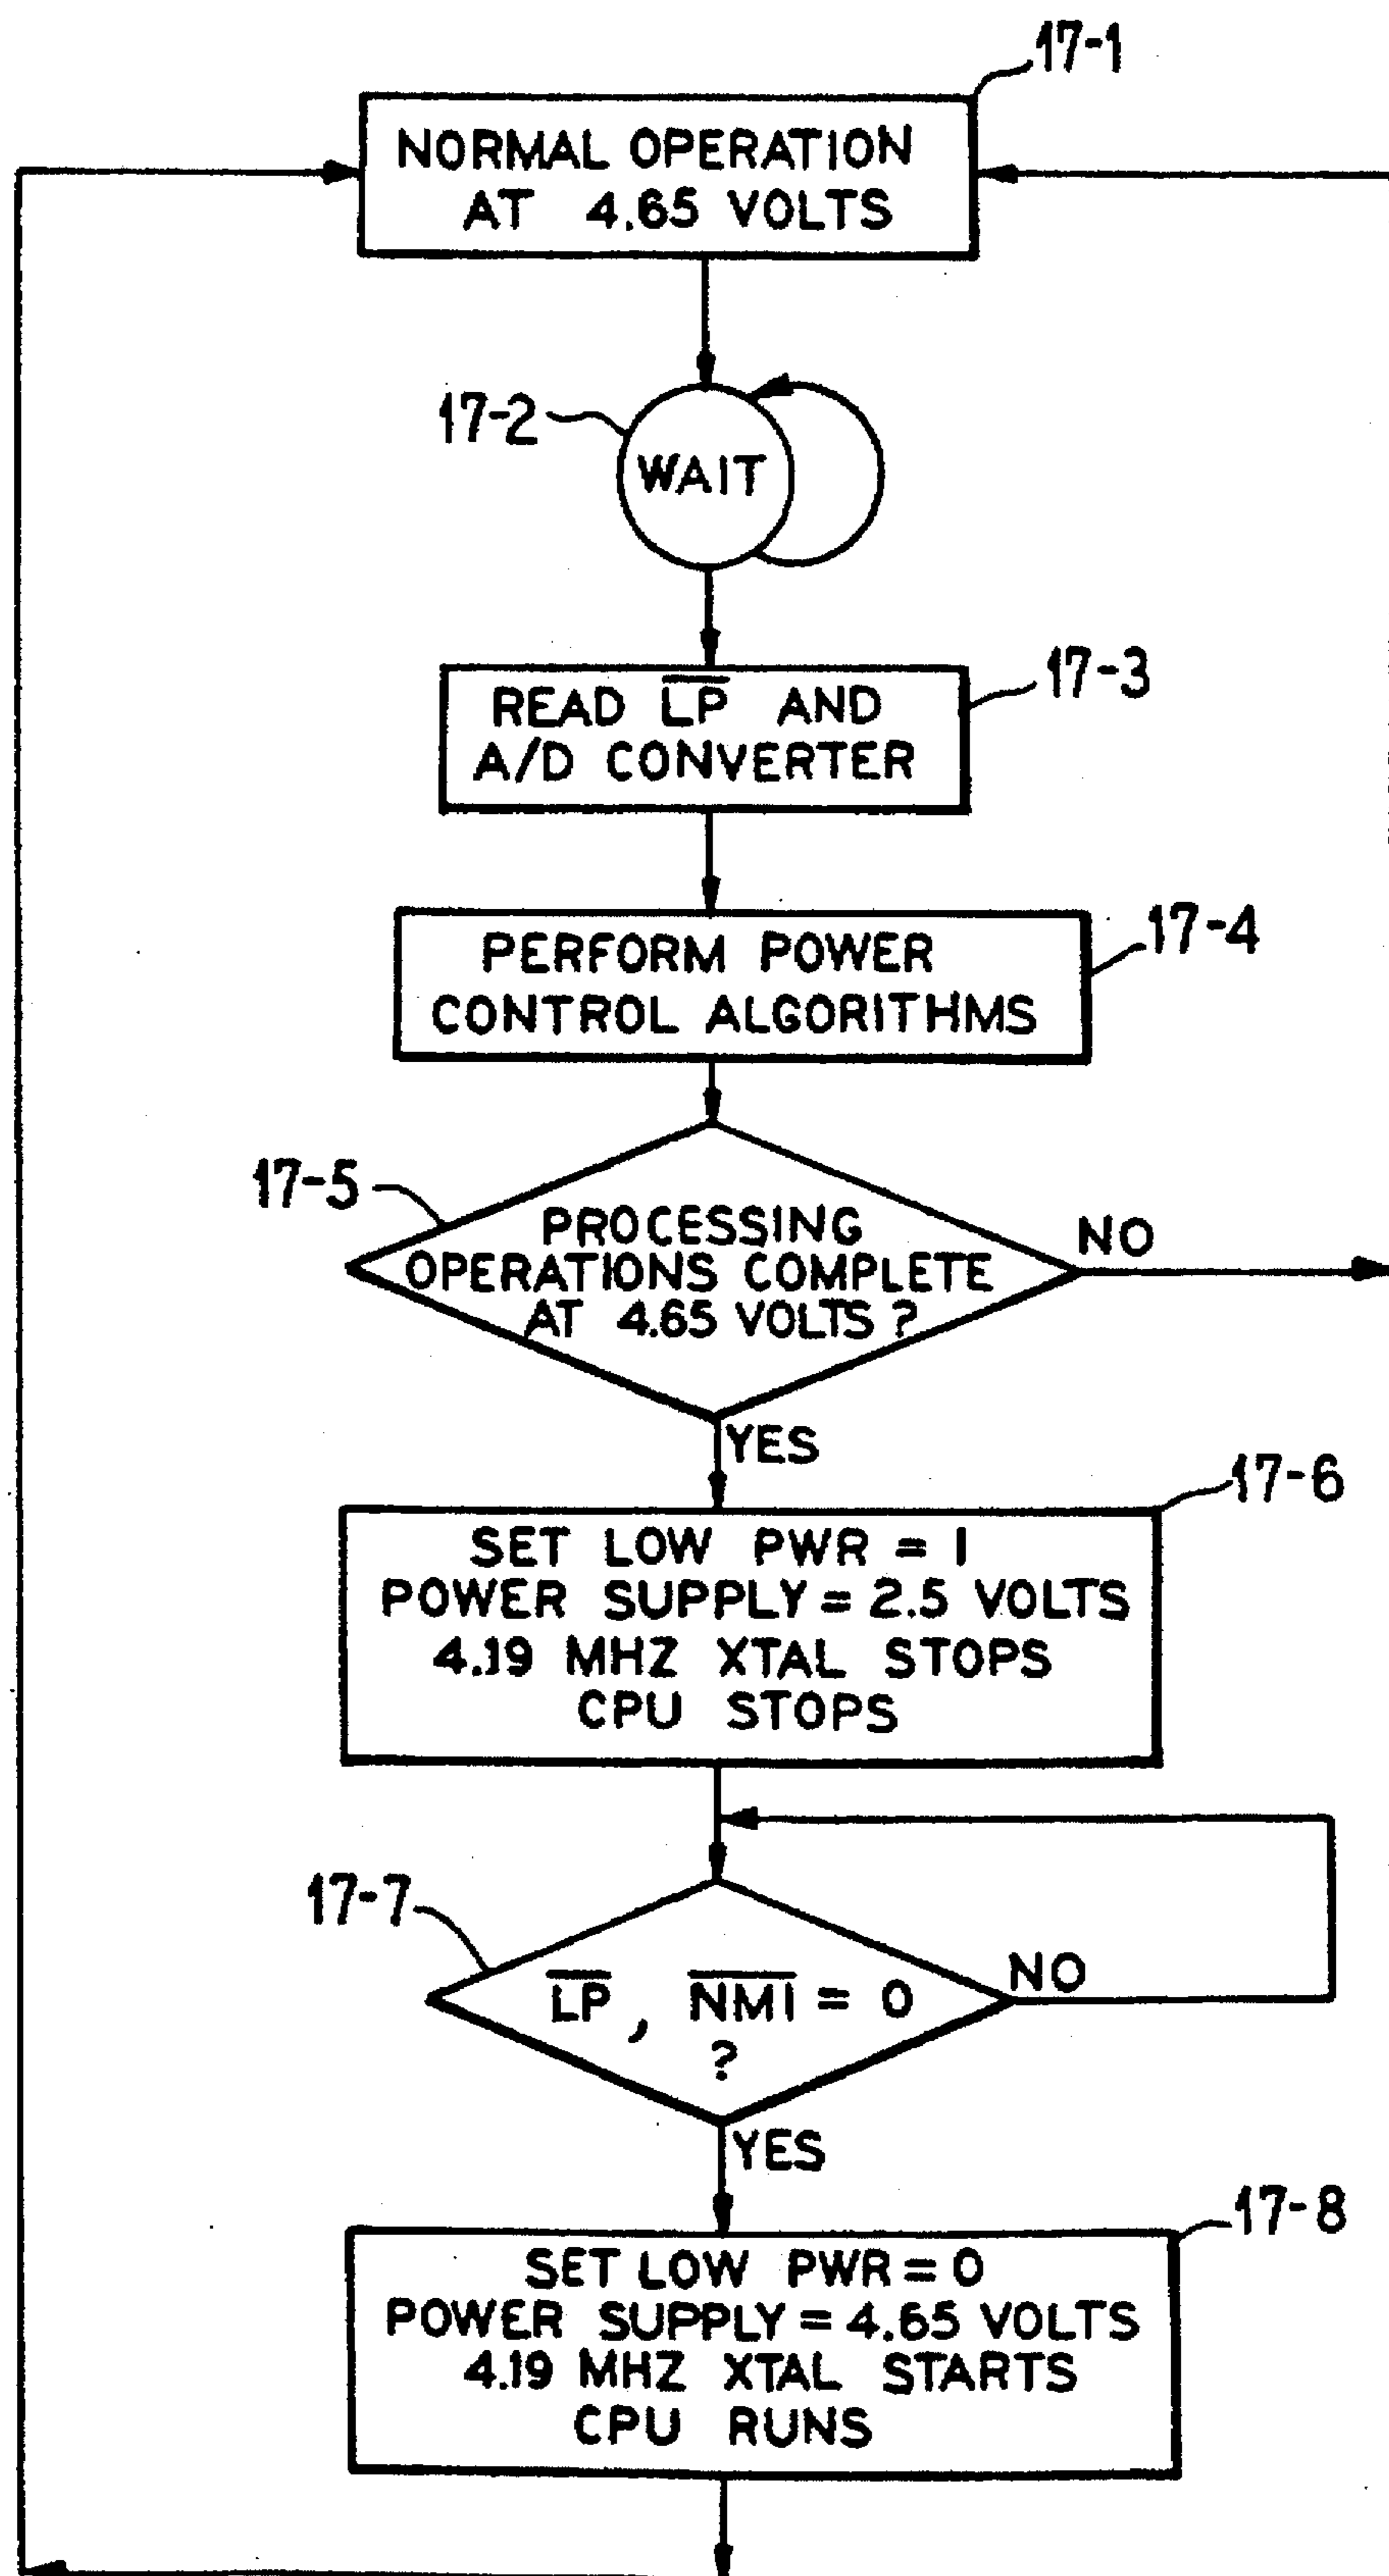 17-1
NORMAL OPERATION
AT 4.65 VOLTS
17-2
WAIT
17-3
READ L̅P̅ AND
A/D CONVERTER
17-4
PERFORM POWER
CONTROL ALGORITHMS
17-5
PROCESSING
OPERATIONS COMPLETE
AT 4.65 VOLTS ?
NO
YES
17-6
SET LOW PWR = 1
POWER SUPPLY = 2.5 VOLTS
4.19 MHZ XTAL STOPS
CPU STOPS
17-7
L̅P̅ , N̅M̅I̅ = 0
?
NO
YES
17-8
SET LOW PWR = 0
POWER SUPPLY = 4.65 VOLTS
4.19 MHZ XTAL STARTS
CPU RUNS